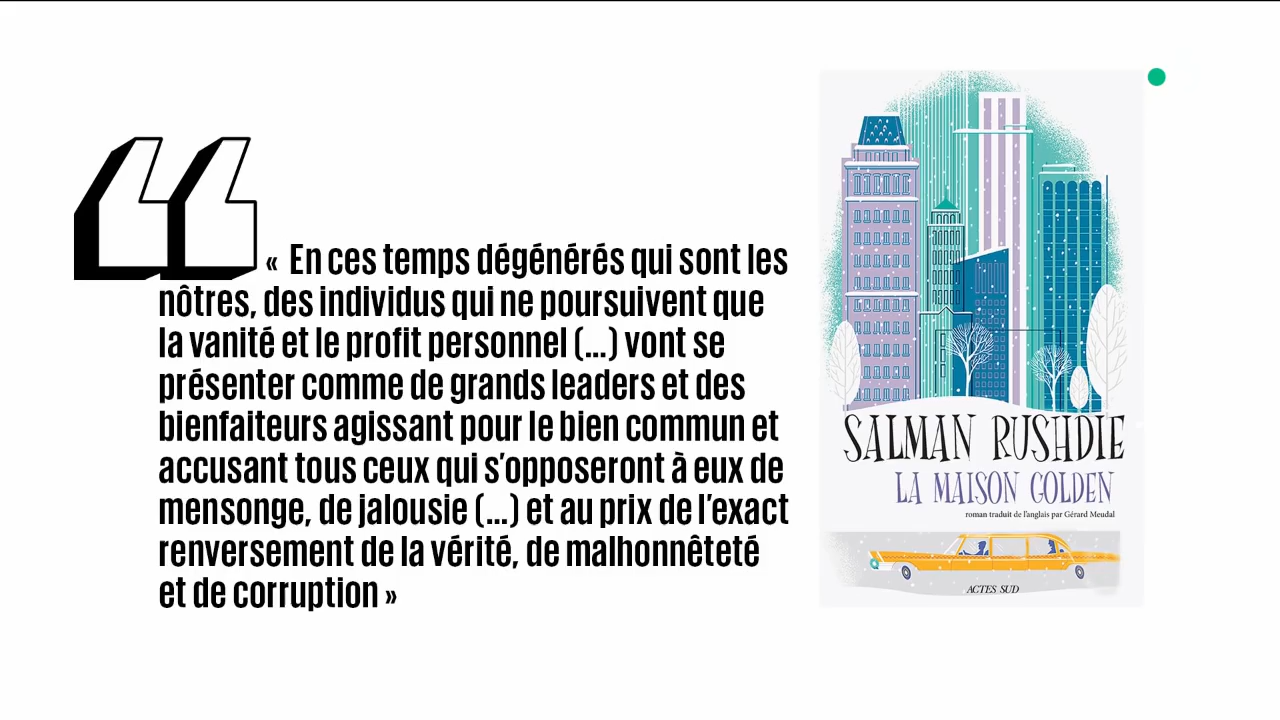 « En ces temps dégénérés qui sont les
nôtres, des individus qui ne poursuivent que
la vanité et le profit personnel (...) vont se
présenter comme de grands leaders et des
bienfaiteurs agissant pour le bien commun et
accusant tous ceux qui s’opposeront à eux de
mensonge, de jalousie (...) et au prix de l’exact
renversement de la vérité, de malhonnêteté
et de corruption »
SALMAN RUSHDIE
LA MAISON GOLDEN
roman traduit de l’anglais par Gérard Meudal
ACTES SUD